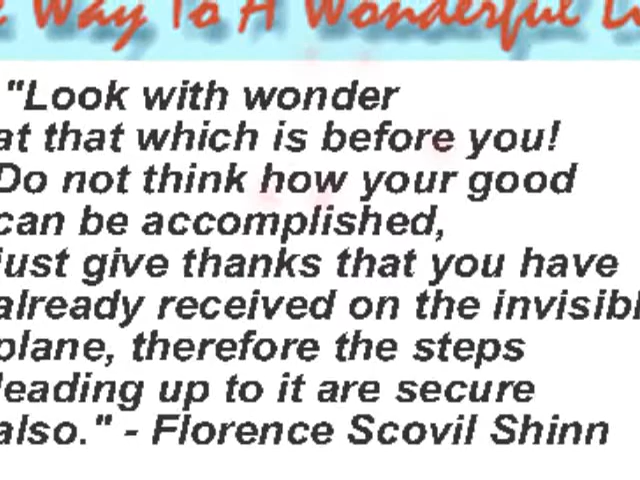 Way To A Wonderful
"Look with wonder
at that which is before you!
Do not think how your good
can be accomplished,
just give thanks that you have
already received on the invisibl
plane, therefore the steps
leading up to it are secure
also." - Florence Scovil Shinn